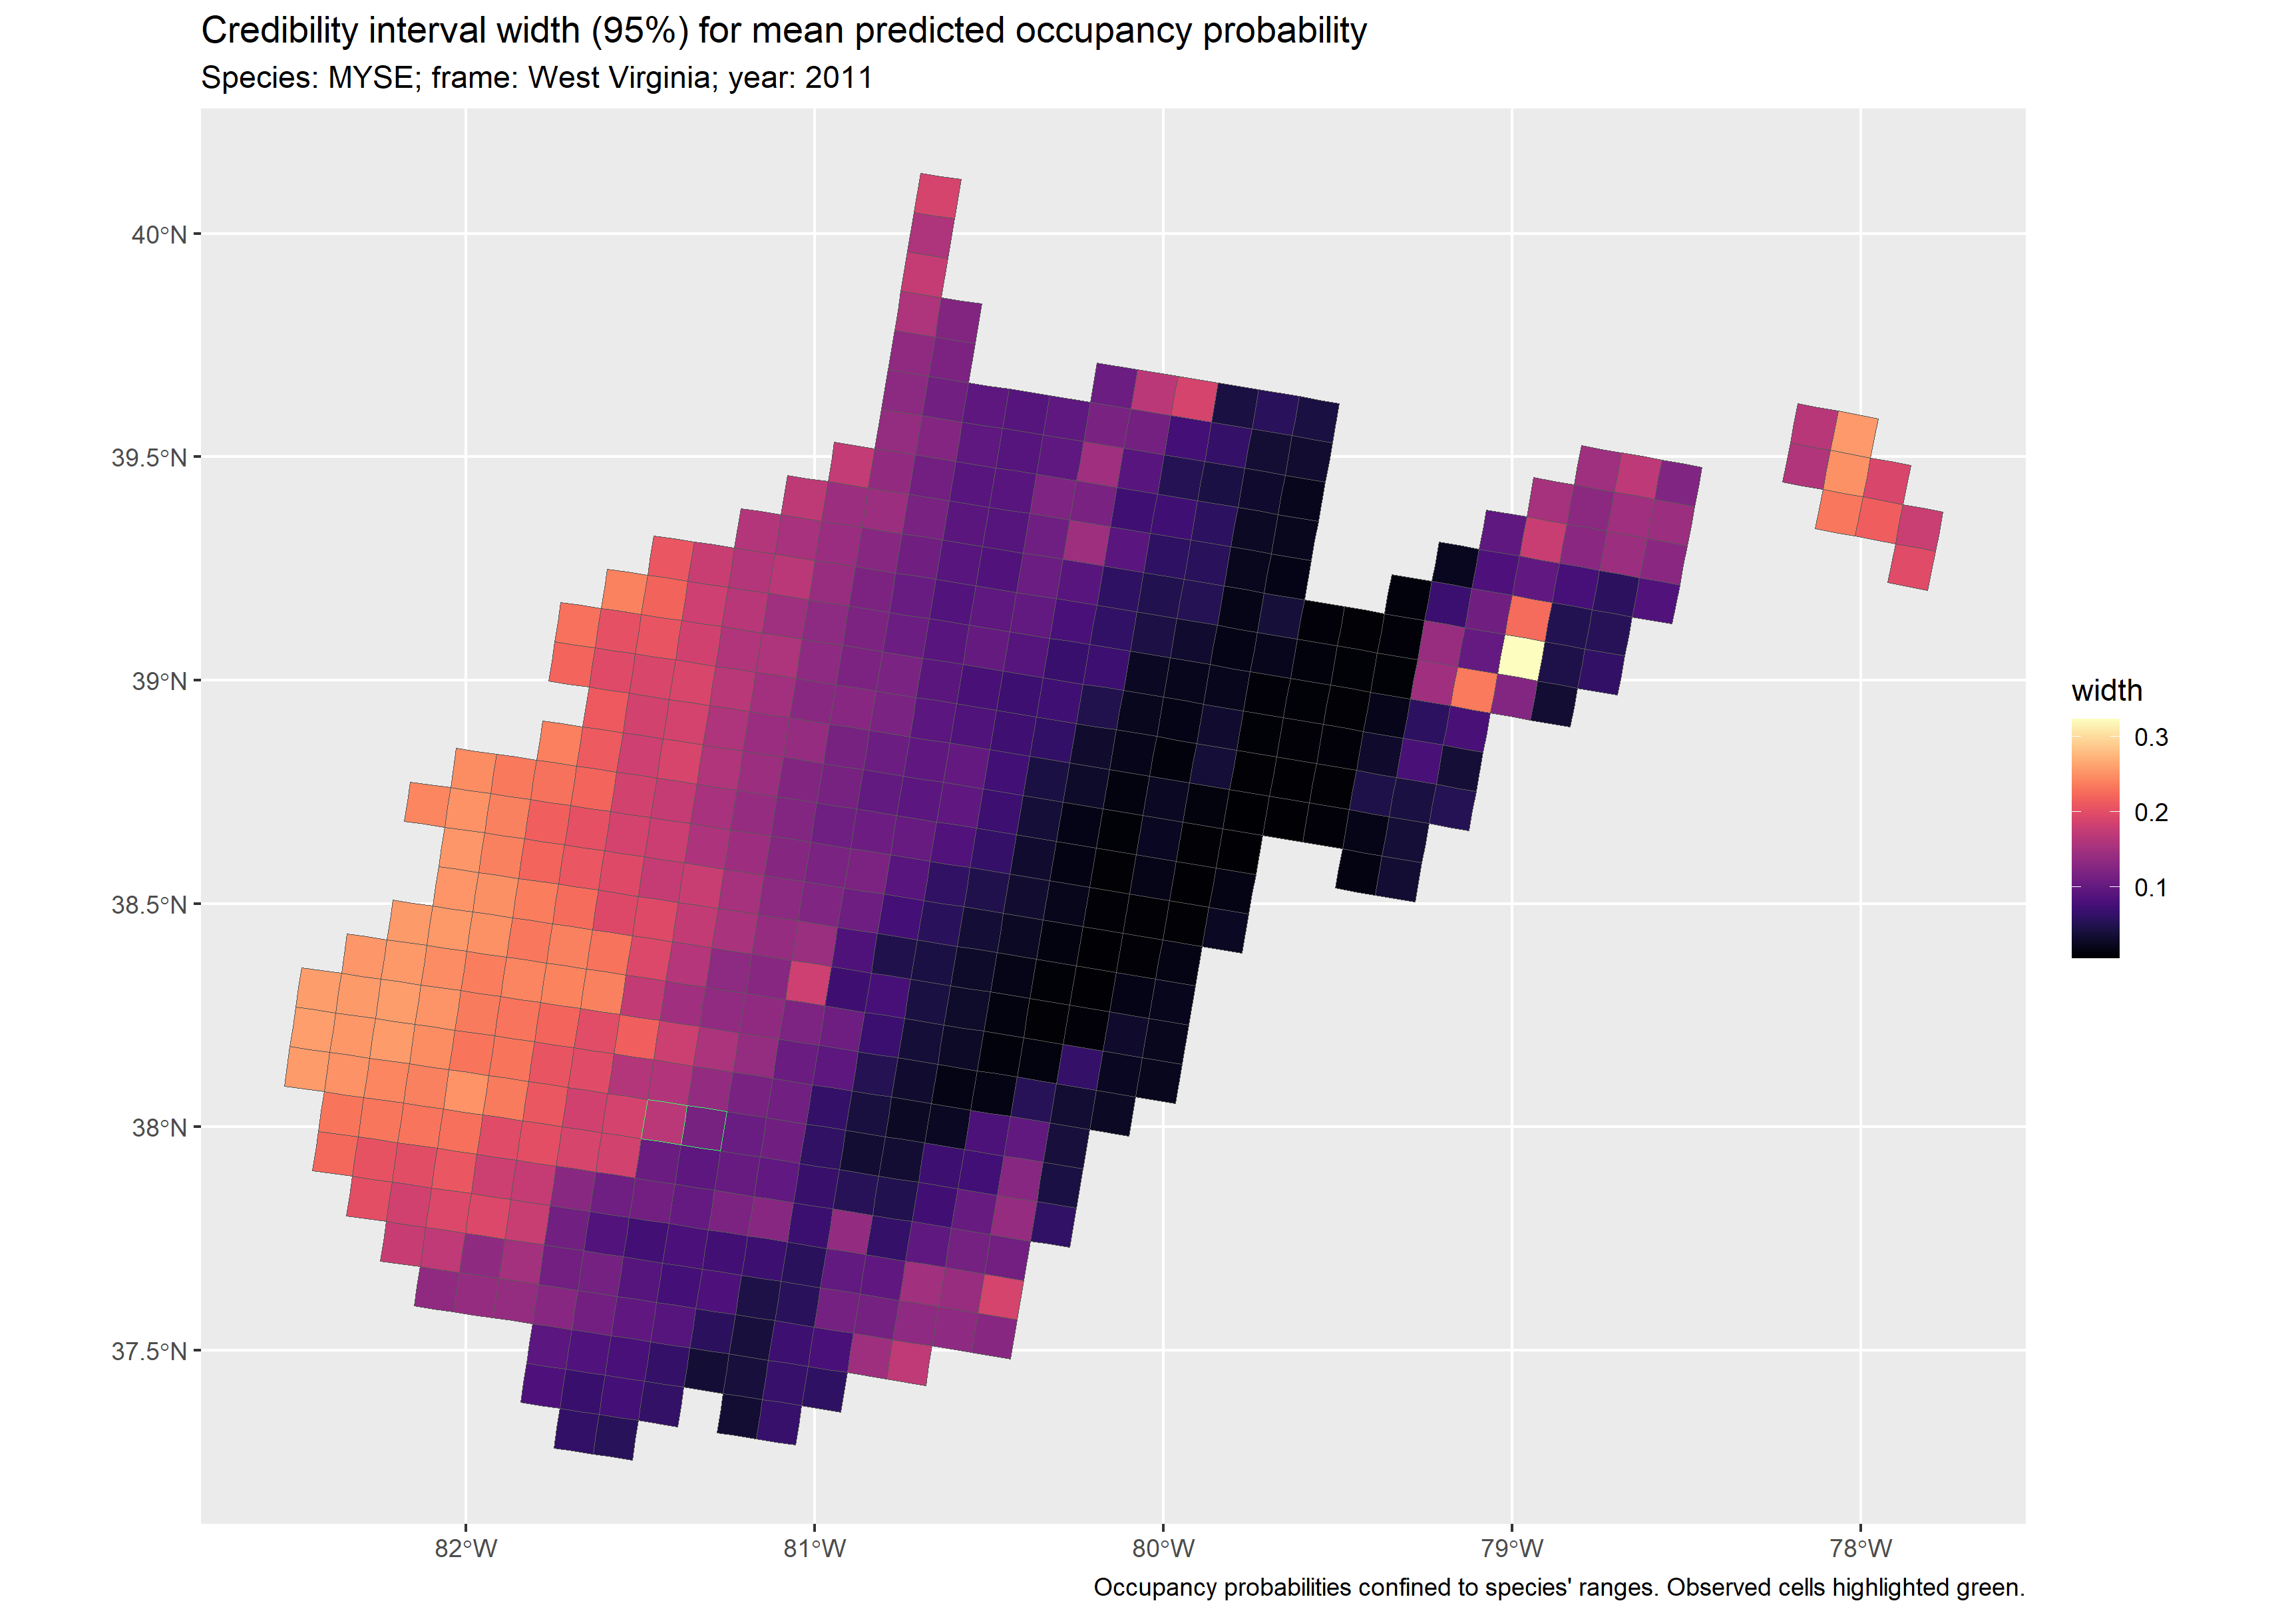 Credibility interval width (95%) for mean predicted occupancy probability
Species: MYSE; frame: West Virginia; year: 2011
40°N
39.5°N
39°N
38.5°N
38°N
37.5°N
82°W
81°W
80°W
79°W
78°W
width
0.3
0.2
0.1
Occupancy probabilities confined to species' ranges. Observed cells highlighted green.